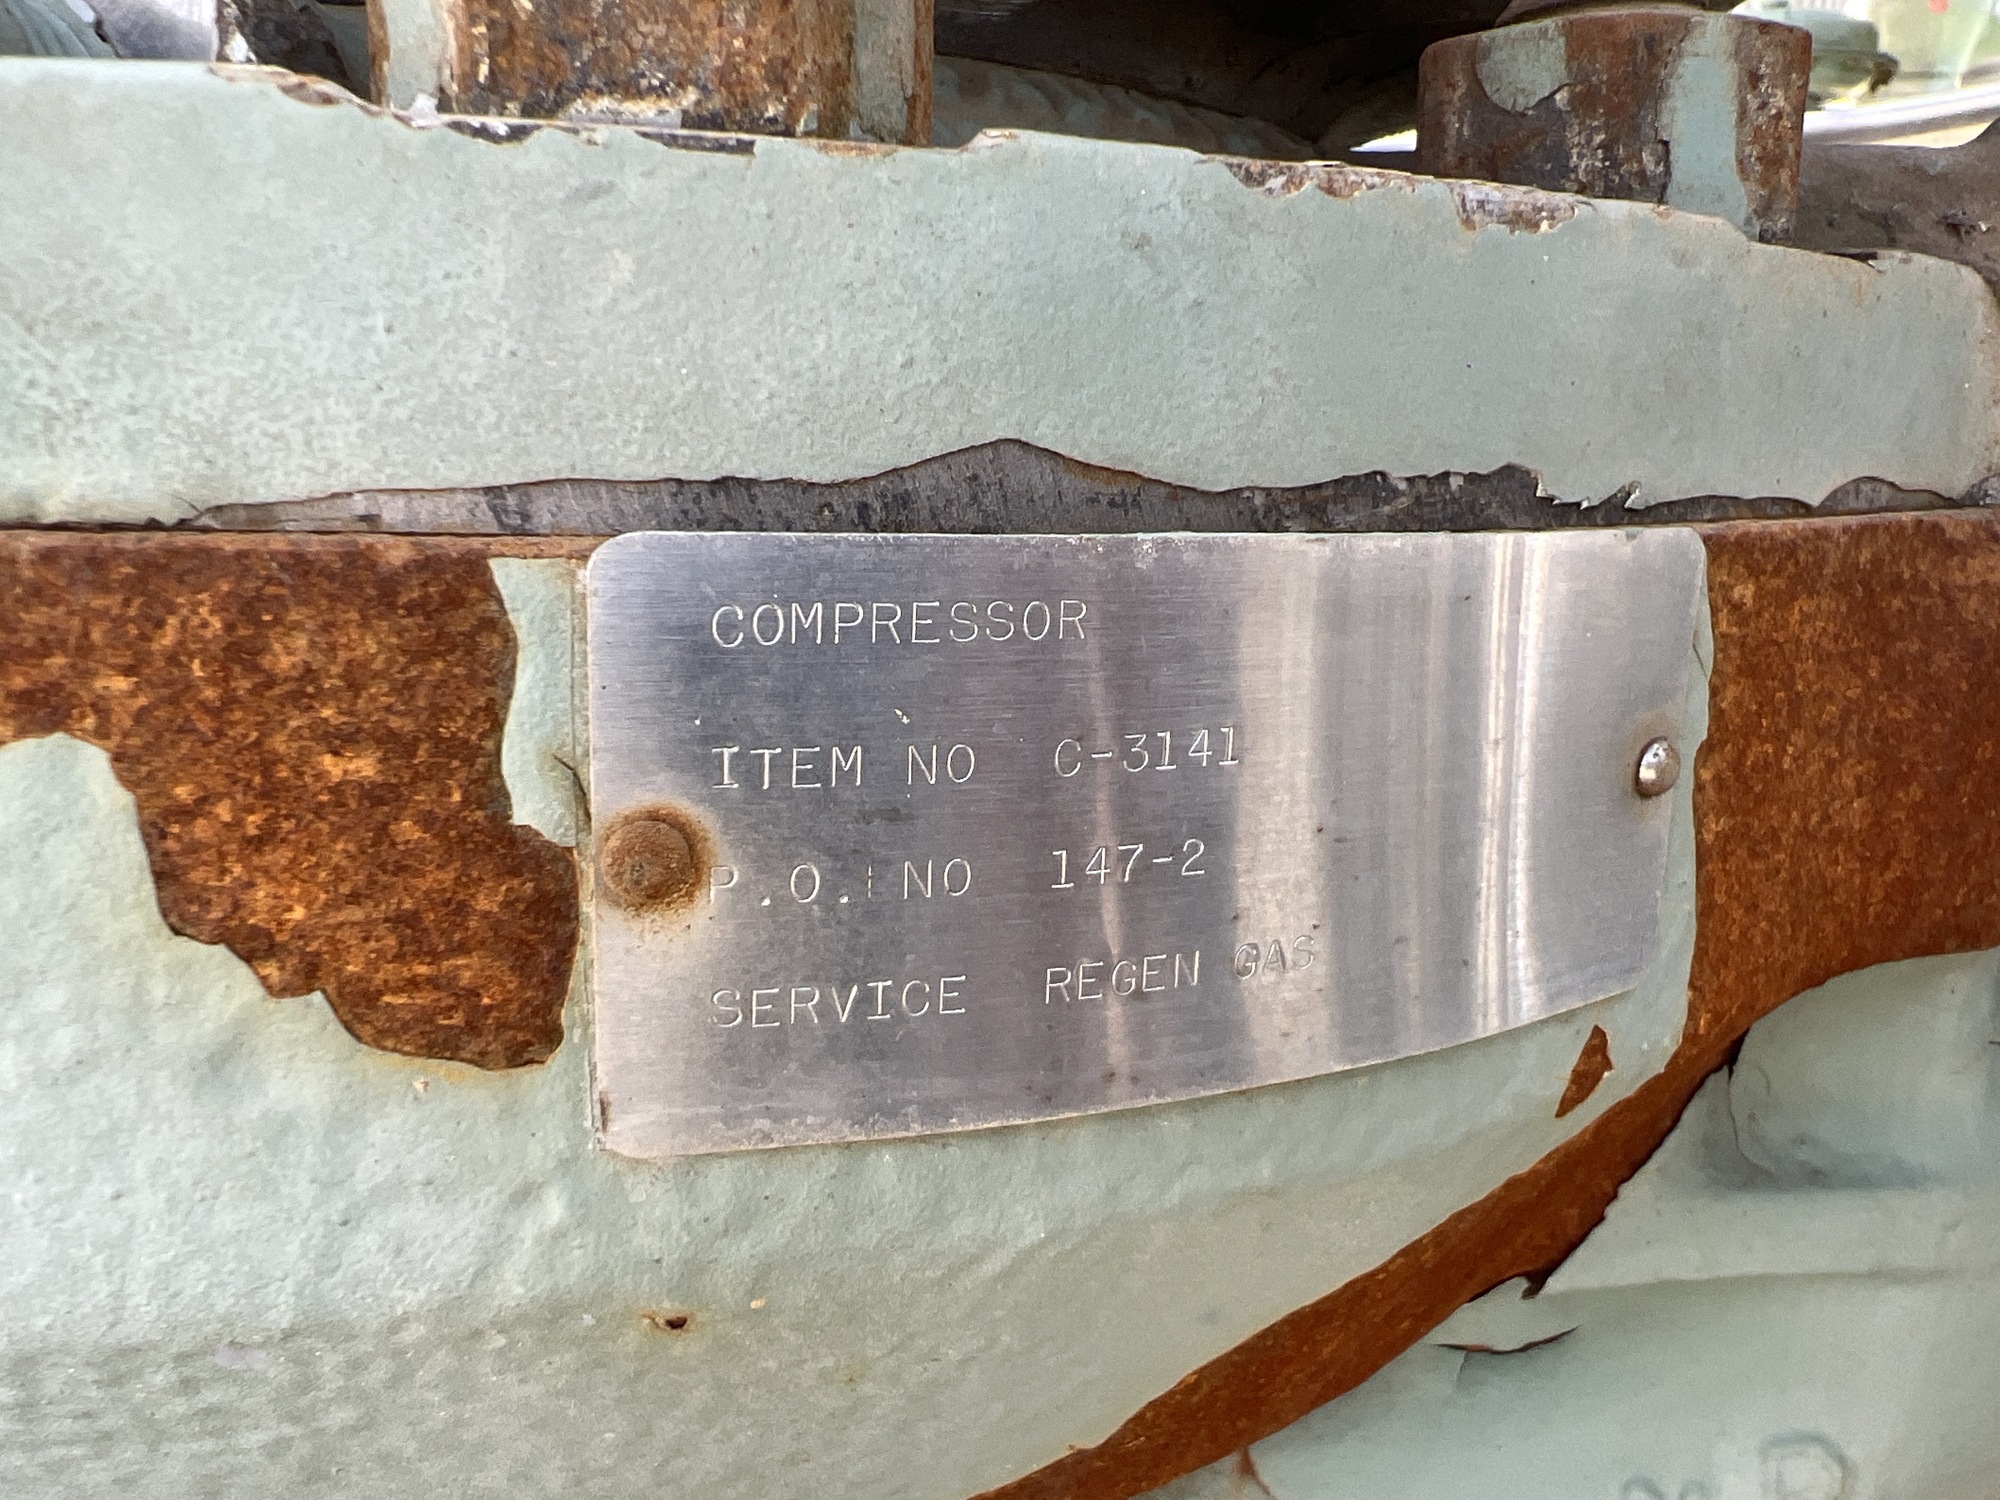 COMPRESSOR
ITEM NO C-3141
P.O. NO 147-2
SERVICE REGEN GAS